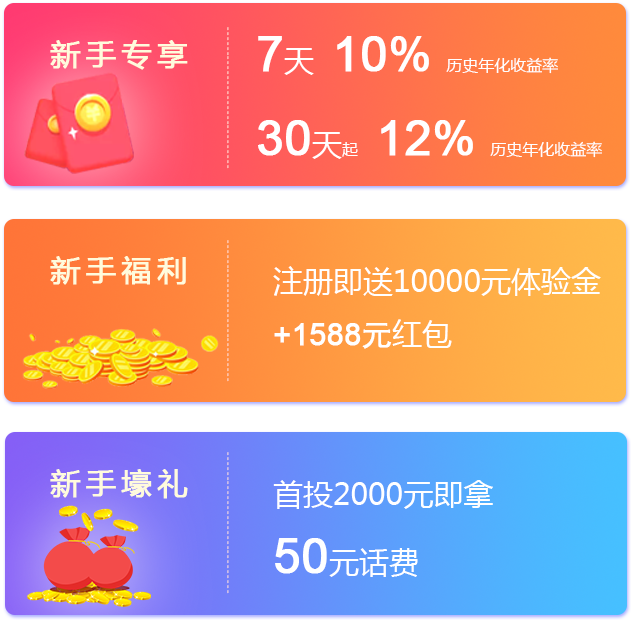 新手专享
7天 10% 历史年化收益率
30天起 12% 历史年化收益率
新手福利
注册即送10000元体验金
+1588元红包
新手壕礼
首投2000元即拿
50元话费